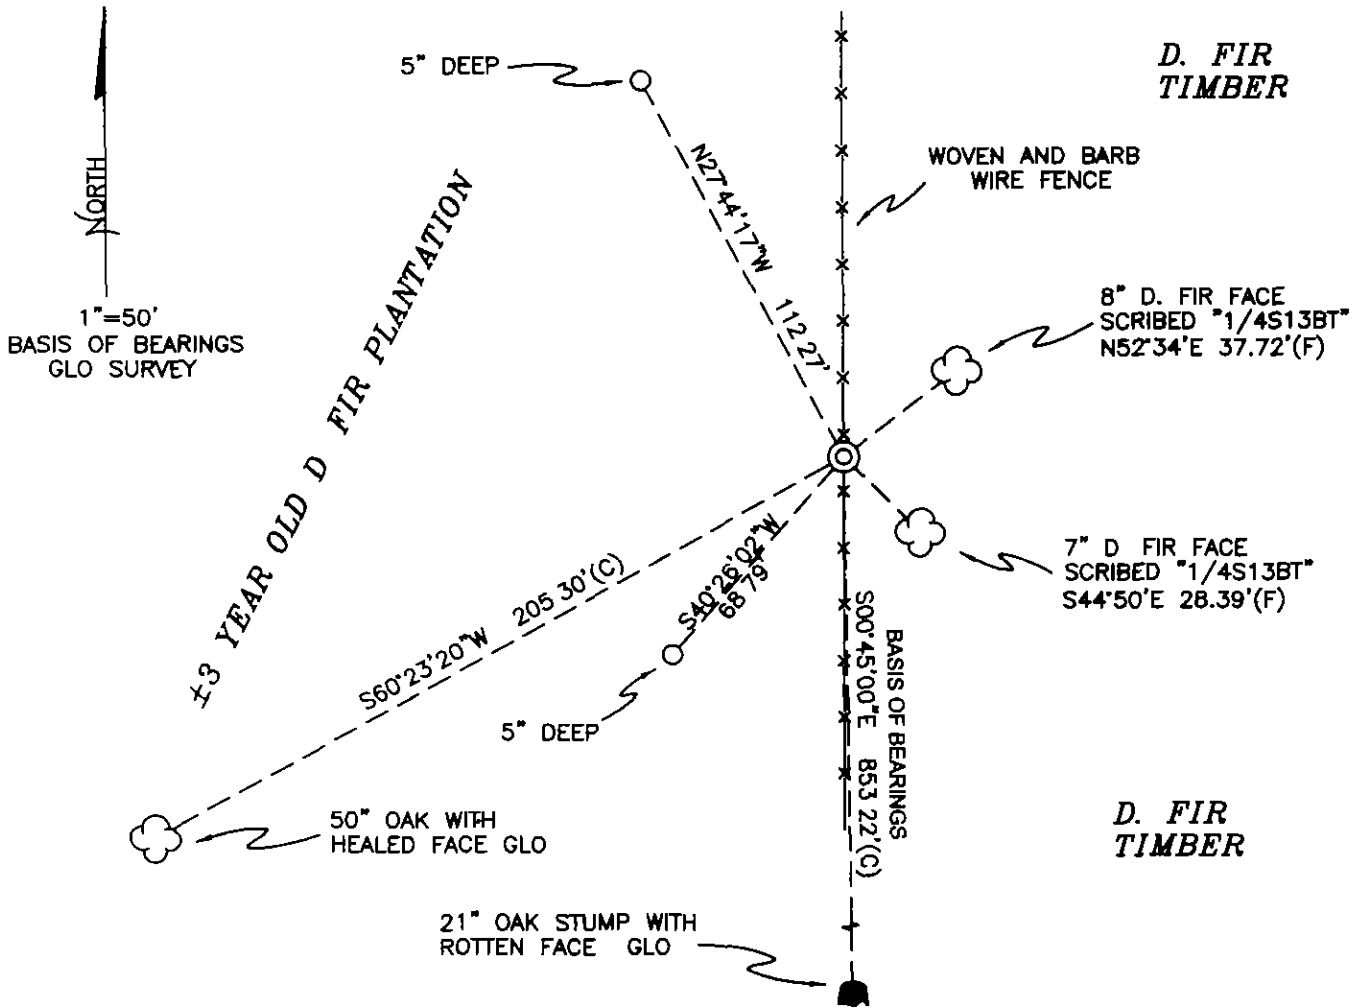 5" DEEP
D. FIR
TIMBER
WOVEN AND BARB
WIRE FENCE
NORTH
1"=50'
BASIS OF BEARINGS
GLO SURVEY
±3 YEAR OLD D FIR PLANTATION
N27°44'17"W 112 27'
8" D. FIR FACE
SCRIBED "1/4S13BT"
N52°34'E 37.72'(F)
7" D FIR FACE
SCRIBED "1/4S13BT"
S44°50'E 28.39'(F)
S60°23'20"W 205 30'(C)
S40°26'02"W
68 79'
5" DEEP
BASIS OF BEARINGS
S00°45'00"E 853 22'(C)
50" OAK WITH
HEALED FACE GLO
D. FIR
TIMBER
21" OAK STUMP WITH
ROTTEN FACE GLO